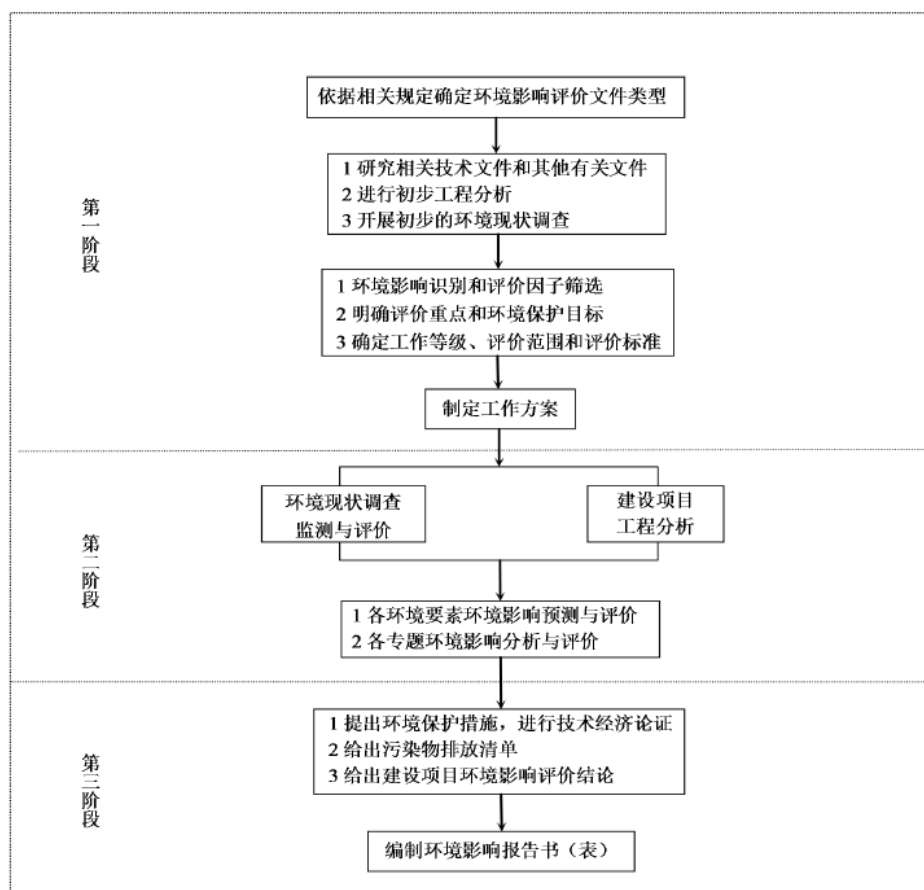 依据相关规定确定环境影响评价文件类型
1 研究相关技术文件和其他有关文件
2 进行初步工程分析
3 开展初步的环境现状调查
第一阶段
1 环境影响识别和评价因子筛选
2 明确评价重点和环境保护目标
3 确定工作等级、评价范围和评价标准
制定工作方案
环境现状调查
监测与评价
建设项目
工程分析
第二阶段
1 各环境要素环境影响预测与评价
2 各专题环境影响分析与评价
1 提出环境保护措施，进行技术经济论证
2 给出污染物排放清单
3 给出建设项目环境影响评价结论
第三阶段
编制环境影响报告书（表）